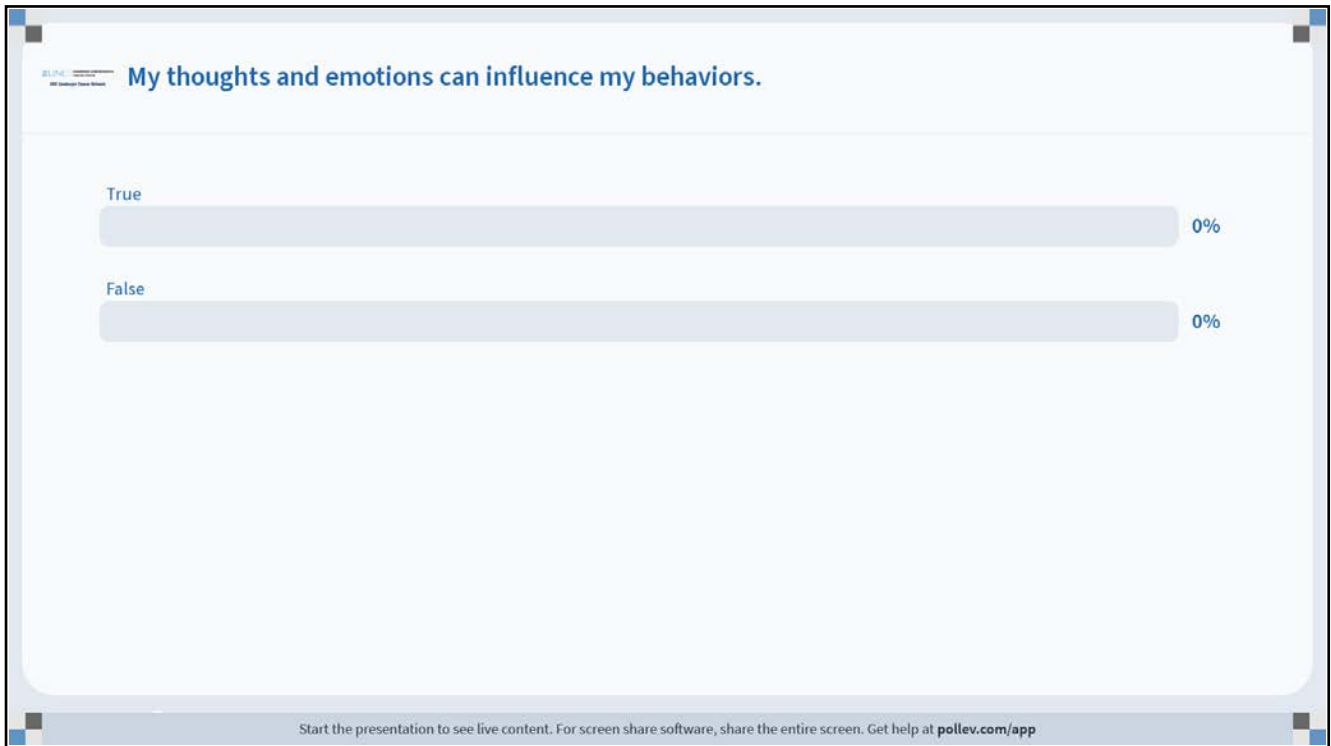 My thoughts and emotions can influence my behaviors.
True
0%
False
0%
Start the presentation to see live content. For screen share software, share the entire screen. Get help at pollev.com/app